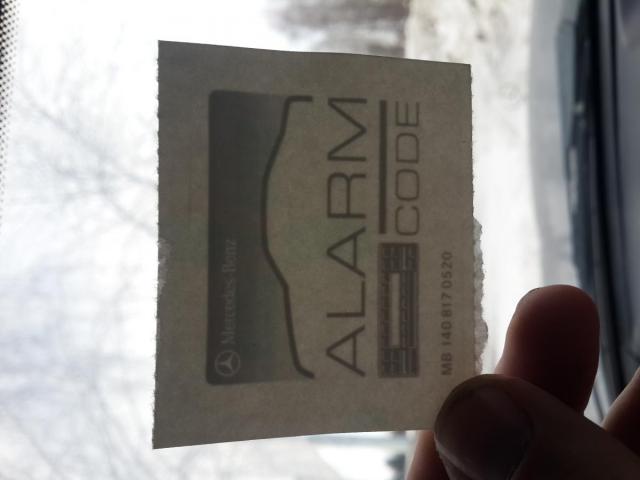 Mercedes-Benz
ALARM
CODE
MB 140 817 0520